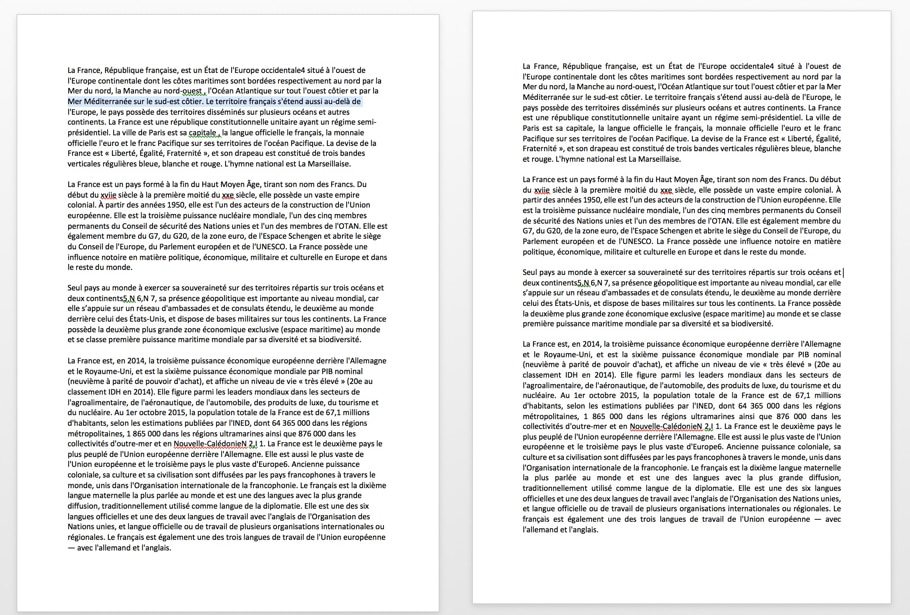 La France, République française, est un État de l'Europe occidentale4 situé à l'ouest de
l'Europe continentale dont les côtes maritimes sont bordées respectivement au nord par la
Mer du nord, la Manche au nord-ouest , l'Océan Atlantique sur tout l'ouest côtier et par la
Mer Méditerranée sur le sud-est côtier. Le territoire français s'étend aussi au-delà de
l'Europe, le pays possède des territoires disséminés sur plusieurs océans et autres
continents. La France est une république constitutionnelle unitaire ayant un régime semi-
présidentiel. La ville de Paris est sa capitale , la langue officielle le français, la monnaie
officielle l'euro et le franc Pacifique sur ses territoires de l'océan Pacifique. La devise de la
France est « Liberté, Égalité, Fraternité », et son drapeau est constitué de trois bandes
verticales régulières bleue, blanche et rouge. L'hymne national est La Marseillaise.
La France est un pays formé à la fin du Haut Moyen Âge, tirant son nom des Francs. Du
début du xviie siècle à la première moitié du xxe siècle, elle possède un vaste empire
colonial. À partir des années 1950, elle est l'un des acteurs de la construction de l'Union
européenne. Elle est la troisième puissance nucléaire mondiale, l'un des cinq membres
permanents du Conseil de sécurité des Nations unies et l'un des membres de l'OTAN. Elle est
également membre du G7, du G20, de la zone euro, de l'Espace Schengen et abrite le siège
du Conseil de l'Europe, du Parlement européen et de l'UNESCO. La France possède une
influence notoire en matière politique, économique, militaire et culturelle en Europe et dans
le reste du monde.
Seul pays au monde à exercer sa souveraineté sur des territoires répartis sur trois océans et
deux continents5,N 6,N 7, sa présence géopolitique est importante au niveau mondial, car
elle s'appuie sur un réseau d'ambassades et de consulats étendu, le deuxième au monde
derrière celui des États-Unis, et dispose de bases militaires sur tous les continents. La France
possède la deuxième plus grande zone économique exclusive (espace maritime) au monde
et se classe première puissance maritime mondiale par sa diversité et sa biodiversité.
La France est, en 2014, la troisième puissance économique européenne derrière l'Allemagne
et le Royaume-Uni, et est la sixième puissance économique mondiale par PIB nominal
(neuvième à parité de pouvoir d'achat), et affiche un niveau de vie « très élevé » (20e au
classement IDH en 2014). Elle figure parmi les leaders mondiaux dans les secteurs de
l'agroalimentaire, de l'aéronautique, de l'automobile, des produits de luxe, du tourisme et
du nucléaire. Au 1er octobre 2015, la population totale de la France est de 67,1 millions
d'habitants, selon les estimations publiées par l'INED, dont 64 365 000 dans les régions
métropolitaines, 1 865 000 dans les régions ultramarines ainsi que 876 000 dans les
collectivités d'outre-mer et en Nouvelle-CalédonieN 2,I 1. La France est le deuxième pays le
plus peuplé de l'Union européenne derrière l'Allemagne. Elle est aussi le plus vaste de
l'Union européenne et le troisième pays le plus vaste d'Europe6. Ancienne puissance
coloniale, sa culture et sa civilisation sont diffusées par les pays francophones à travers le
monde, unis dans l'Organisation internationale de la francophonie. Le français est la dixième
langue maternelle la plus parlée au monde et est une des langues avec la plus grande
diffusion, traditionnellement utilisé comme langue de la diplomatie. Elle est une des six
langues officielles et une des deux langues de travail avec l'anglais de l'Organisation des
Nations unies, et langue officielle ou de travail de plusieurs organisations internationales ou
régionales. Le français est également une des trois langues de travail de l'Union européenne
— avec l'allemand et l'anglais.
La France, République française, est un État de l'Europe occidentale4 situé à l'ouest de
l'Europe continentale dont les côtes maritimes sont bordées respectivement au nord par la
Mer du nord, la Manche au nord-ouest , l'Océan Atlantique sur tout l'ouest côtier et par la
Mer Méditerranée sur le sud-est côtier. Le territoire français s'étend aussi au-delà de l'Europe, le
pays possède des territoires disséminés sur plusieurs océans et autres continents. La France
est une république constitutionnelle unitaire ayant un régime semi-présidentiel. La ville de
Paris est sa capitale , la langue officielle le français, la monnaie officielle l'euro et le franc
Pacifique sur ses territoires de l'océan Pacifique. La devise de la France est « Liberté, Égalité,
Fraternité », et son drapeau est constitué de trois bandes verticales régulières bleue, blanche
et rouge. L'hymne national est La Marseillaise.
La France est un pays formé à la fin du Haut Moyen Âge, tirant son nom des Francs. Du début
du xviie siècle à la première moitié du xxe siècle, elle possède un vaste empire colonial. À
partir des années 1950, elle est l'un des acteurs de la construction de l'Union européenne. Elle
est la troisième puissance nucléaire mondiale, l'un des cinq membres permanents du Conseil
de sécurité des Nations unies et l'un des membres de l'OTAN. Elle est également membre du
G7, du G20, de la zone euro, de l'Espace Schengen et abrite le siège du Conseil de l'Europe, du
Parlement européen et de l'UNESCO. La France possède une influence notoire en matière
politique, économique, militaire et culturelle en Europe et dans le reste du monde.
Seul pays au monde à exercer sa souveraineté sur des territoires répartis sur trois océans et
deux continents5,N 6,N 7, sa présence géopolitique est importante au niveau mondial, car elle
s'appuie sur un réseau d'ambassades et de consulats étendu, le deuxième au monde derrière
celui des États-Unis, et dispose de bases militaires sur tous les continents. La France possède
la deuxième plus grande zone économique exclusive (espace maritime) au monde et se classe
première puissance maritime mondiale par sa diversité et sa biodiversité.
La France est, en 2014, la troisième puissance économique européenne derrière l'Allemagne
et le Royaume-Uni, et est la sixième puissance économique mondiale par PIB nominal
(neuvième à parité de pouvoir d'achat), et affiche un niveau de vie « très élevé » (20e au
classement IDH en 2014). Elle figure parmi les leaders mondiaux dans les secteurs de
l'agroalimentaire, de l'aéronautique, de l'automobile, des produits de luxe, du tourisme et du
nucléaire. Au 1er octobre 2015, la population totale de la France est de 67,1 millions
d'habitants, selon les estimations publiées par l'INED, dont 64 365 000 dans les régions
métropolitaines, 1 865 000 dans les régions ultramarines ainsi que 876 000 dans les
collectivités d'outre-mer et en Nouvelle-CalédonieN 2,I 1. La France est le deuxième pays le
plus peuplé de l'Union européenne derrière l'Allemagne. Elle est aussi le plus vaste de l'Union
européenne et le troisième pays le plus vaste d'Europe6. Ancienne puissance coloniale, sa
culture et sa civilisation sont diffusées par les pays francophones à travers le monde, unis dans
l'Organisation internationale de la francophonie. Le français est la dixième langue maternelle
la plus parlée au monde et est une des langues avec la plus grande diffusion,
traditionnellement utilisé comme langue de la diplomatie. Elle est une des six langues
officielles et une des deux langues de travail avec l'anglais de l'Organisation des Nations unies,
et langue officielle ou de travail de plusieurs organisations internationales ou régionales. Le
français est également une des trois langues de travail de l'Union européenne — avec
l'allemand et l'anglais.